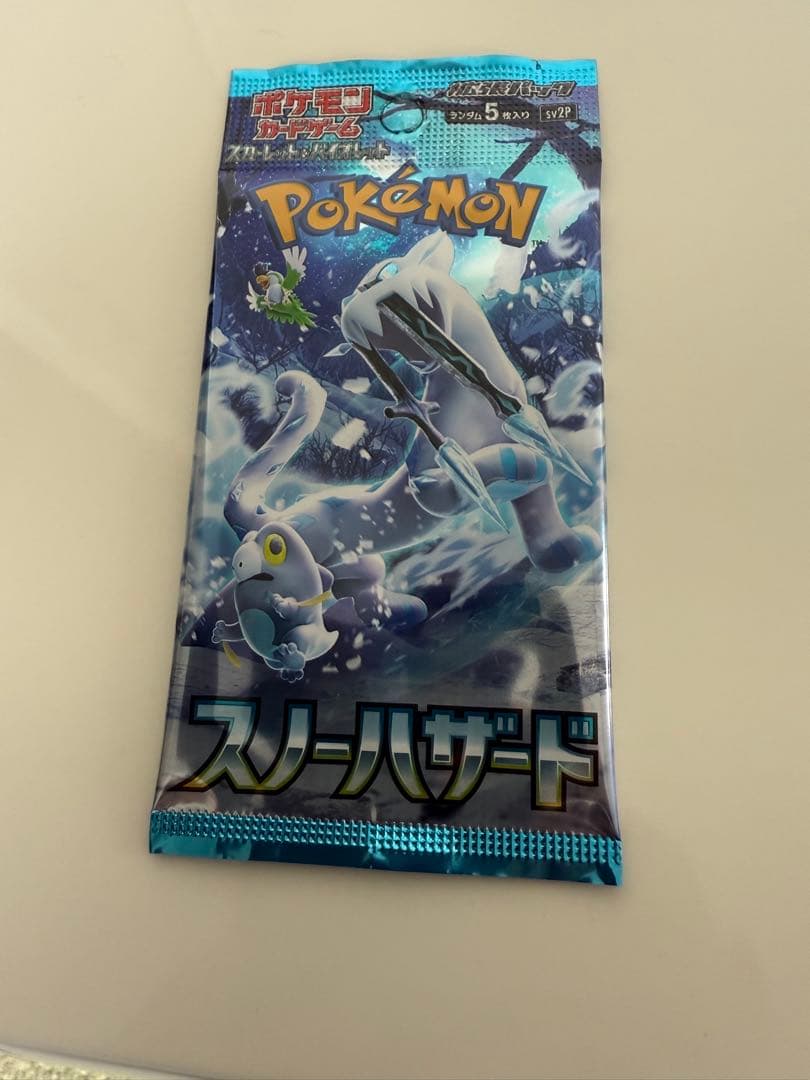 ポケモン
カードゲーム
スカーレット&バイオレット
拡張パック
ランダム5枚入り
sv2P
POKéMON
TM
スノーハザード